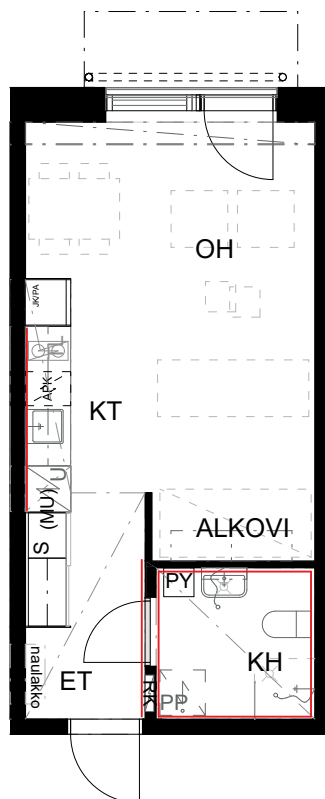 OH
JK/PA
APK
KT
U
S (MU)
ALKOVI
PY
naulakko
ET
RK
PP
KH